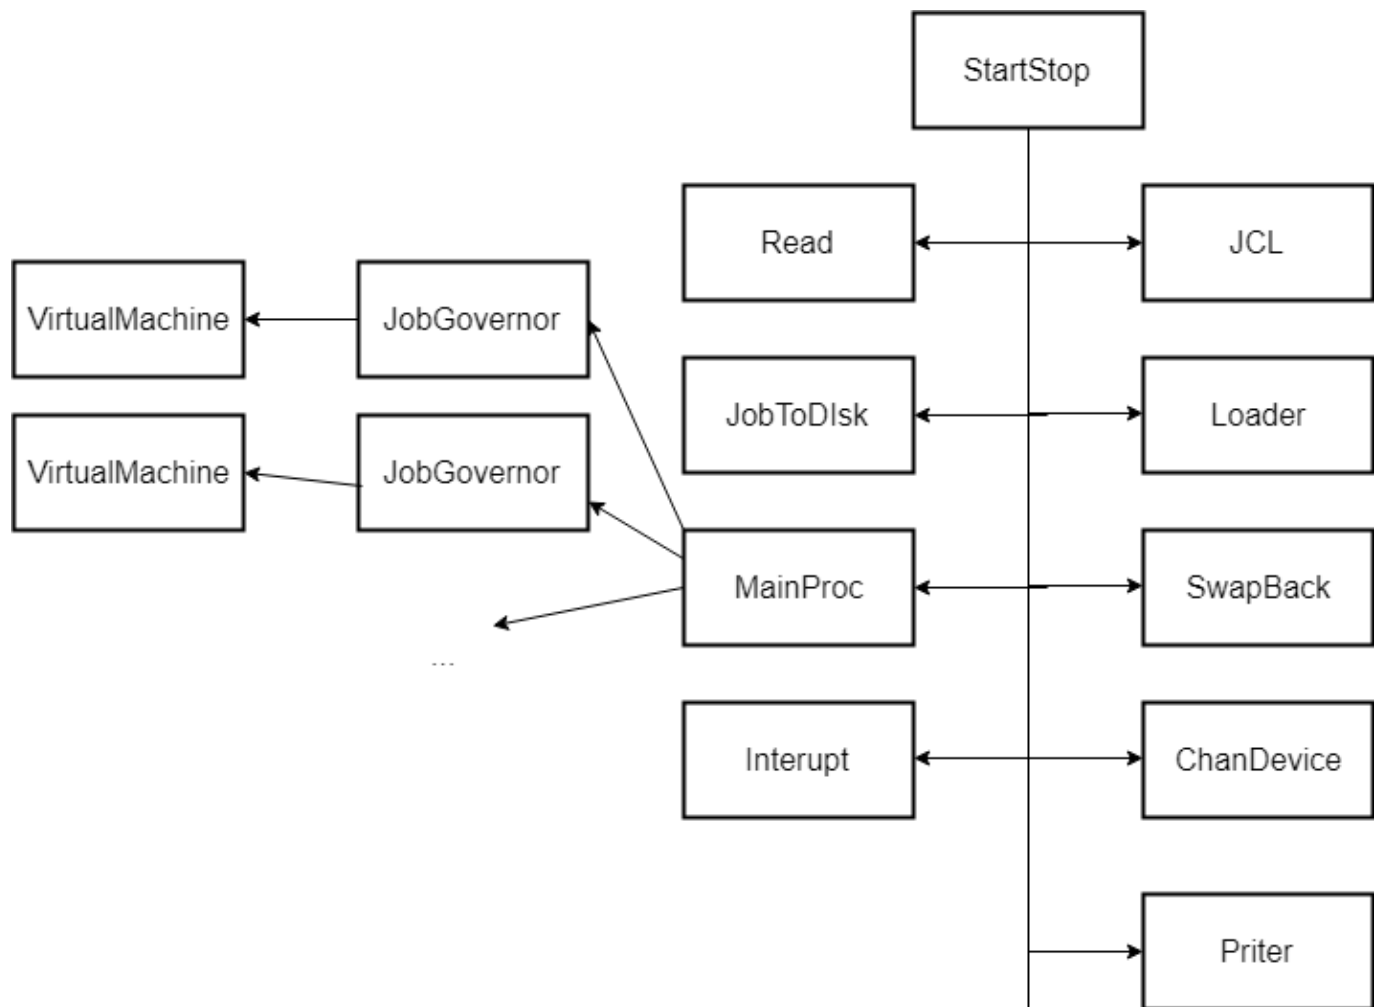 StartStop
Read
JCL
VirtualMachine
JobGovernor
JobToDIsk
Loader
VirtualMachine
JobGovernor
MainProc
SwapBack
...
Interupt
ChanDevice
Priter